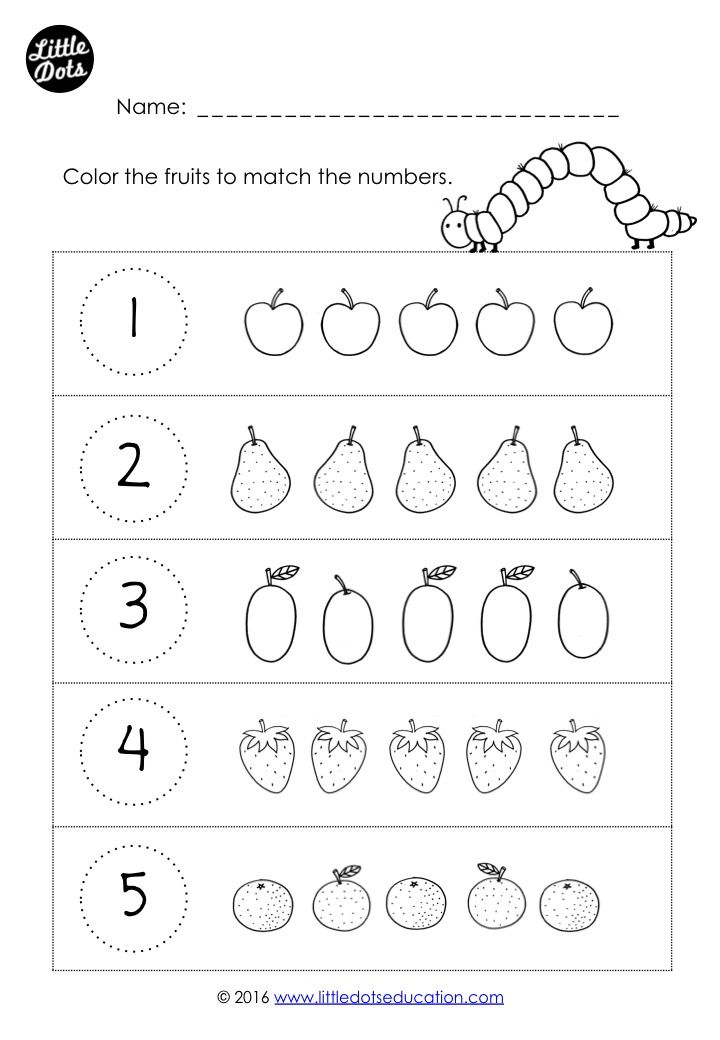 Little
Dots
Name: _____________________________
Color the fruits to match the numbers.
1
2
3
4
5
© 2016 www.littledotseducation.com